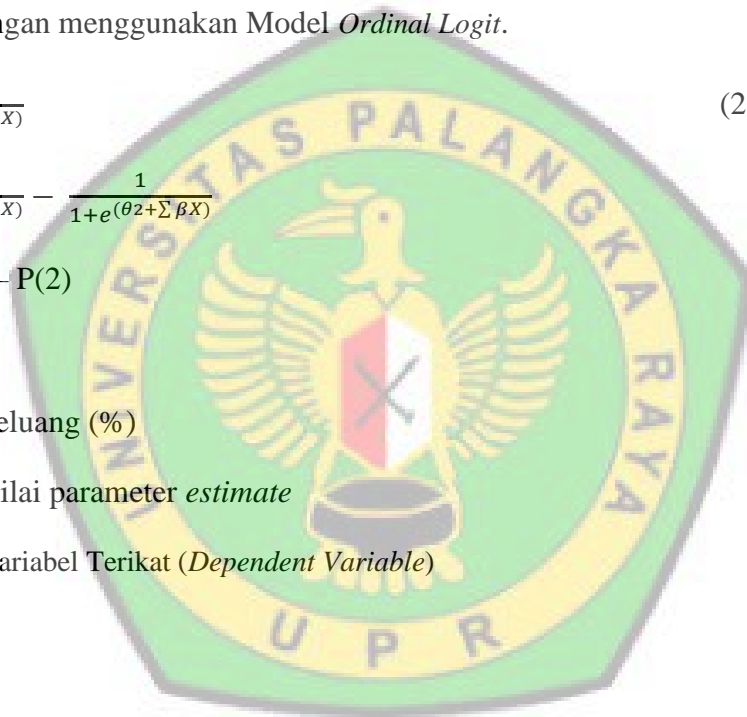 ngan menggunakan Model Ordinal Logit.
X) (2
X) − 1/1+e^(θ2+∑βX)
– P(2)
eluang (%)
ilai parameter estimate
ariabel Terikat (Dependent Variable)
UNIVERSITAS PALANGKA RAYA
UPR